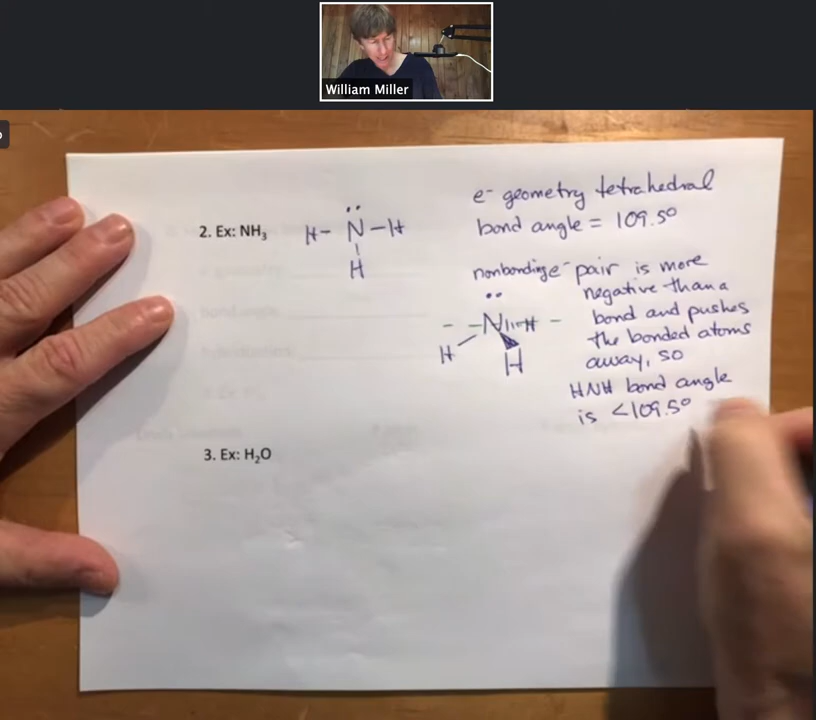 William Miller
2. Ex: NH₃
H-N̈-H
H
e⁻ geometry tetrahedral
bond angle = 109.5°
nonbonding e⁻ pair is more
negative than a
bond and pushes
the bonded atoms
away, so
HNH bond angle
is <109.5°
N H
H
H
3. Ex: H₂O